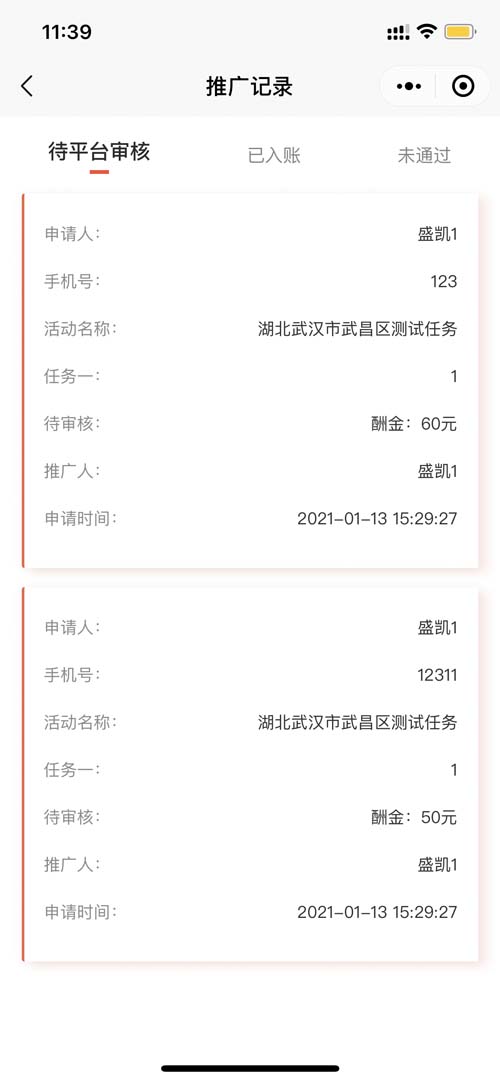 11:39
推广记录
待平台审核 已入账 未通过
申请人: 盛凯1
手机号: 123
活动名称: 湖北武汉市武昌区测试任务
任务一: 1
待审核: 酬金：60元
推广人: 盛凯1
申请时间: 2021-01-13 15:29:27
申请人: 盛凯1
手机号: 12311
活动名称: 湖北武汉市武昌区测试任务
任务一: 1
待审核: 酬金：50元
推广人: 盛凯1
申请时间: 2021-01-13 15:29:27